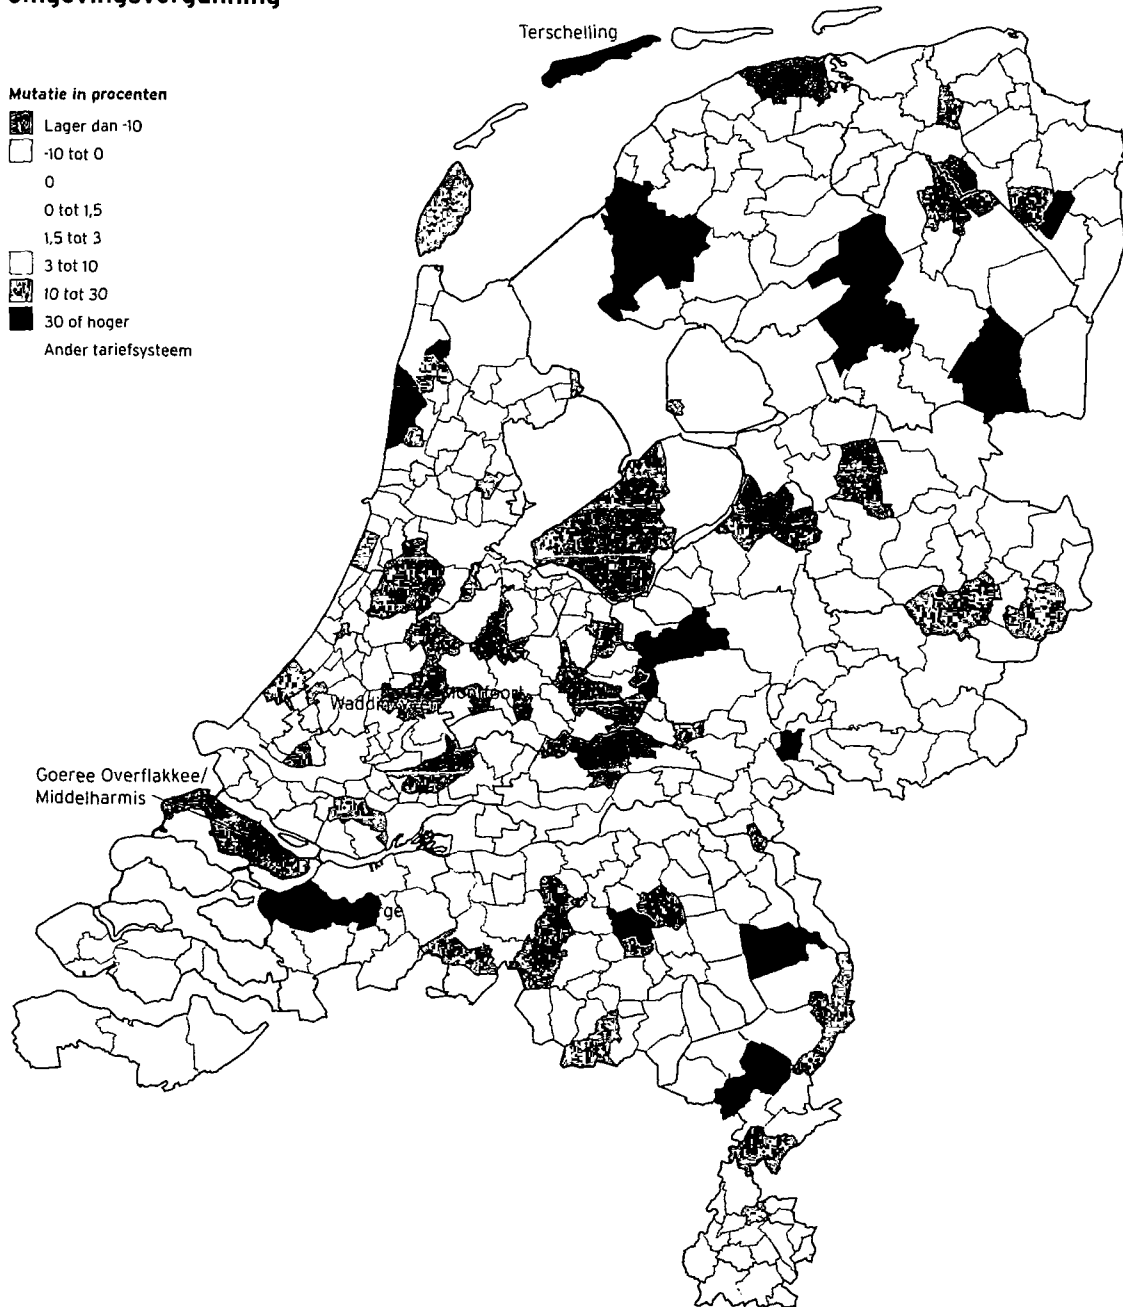 omgevingsvergunning
Terschelling
Mutatie in procenten
Lager dan -10
-10 tot 0
0
0 tot 1,5
1,5 tot 3
3 tot 10
10 tot 30
30 of hoger
Ander tariefsysteem
Goeree Overflakkee/
Middelharmis